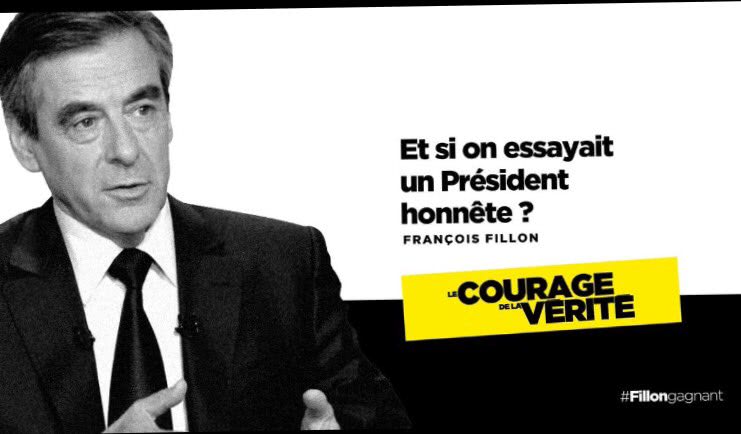 Et si on essayait
un Président
honnête ?
FRANÇOIS FILLON
LE COURAGE
DE LA VÉRITÉ
#Fillongagnant